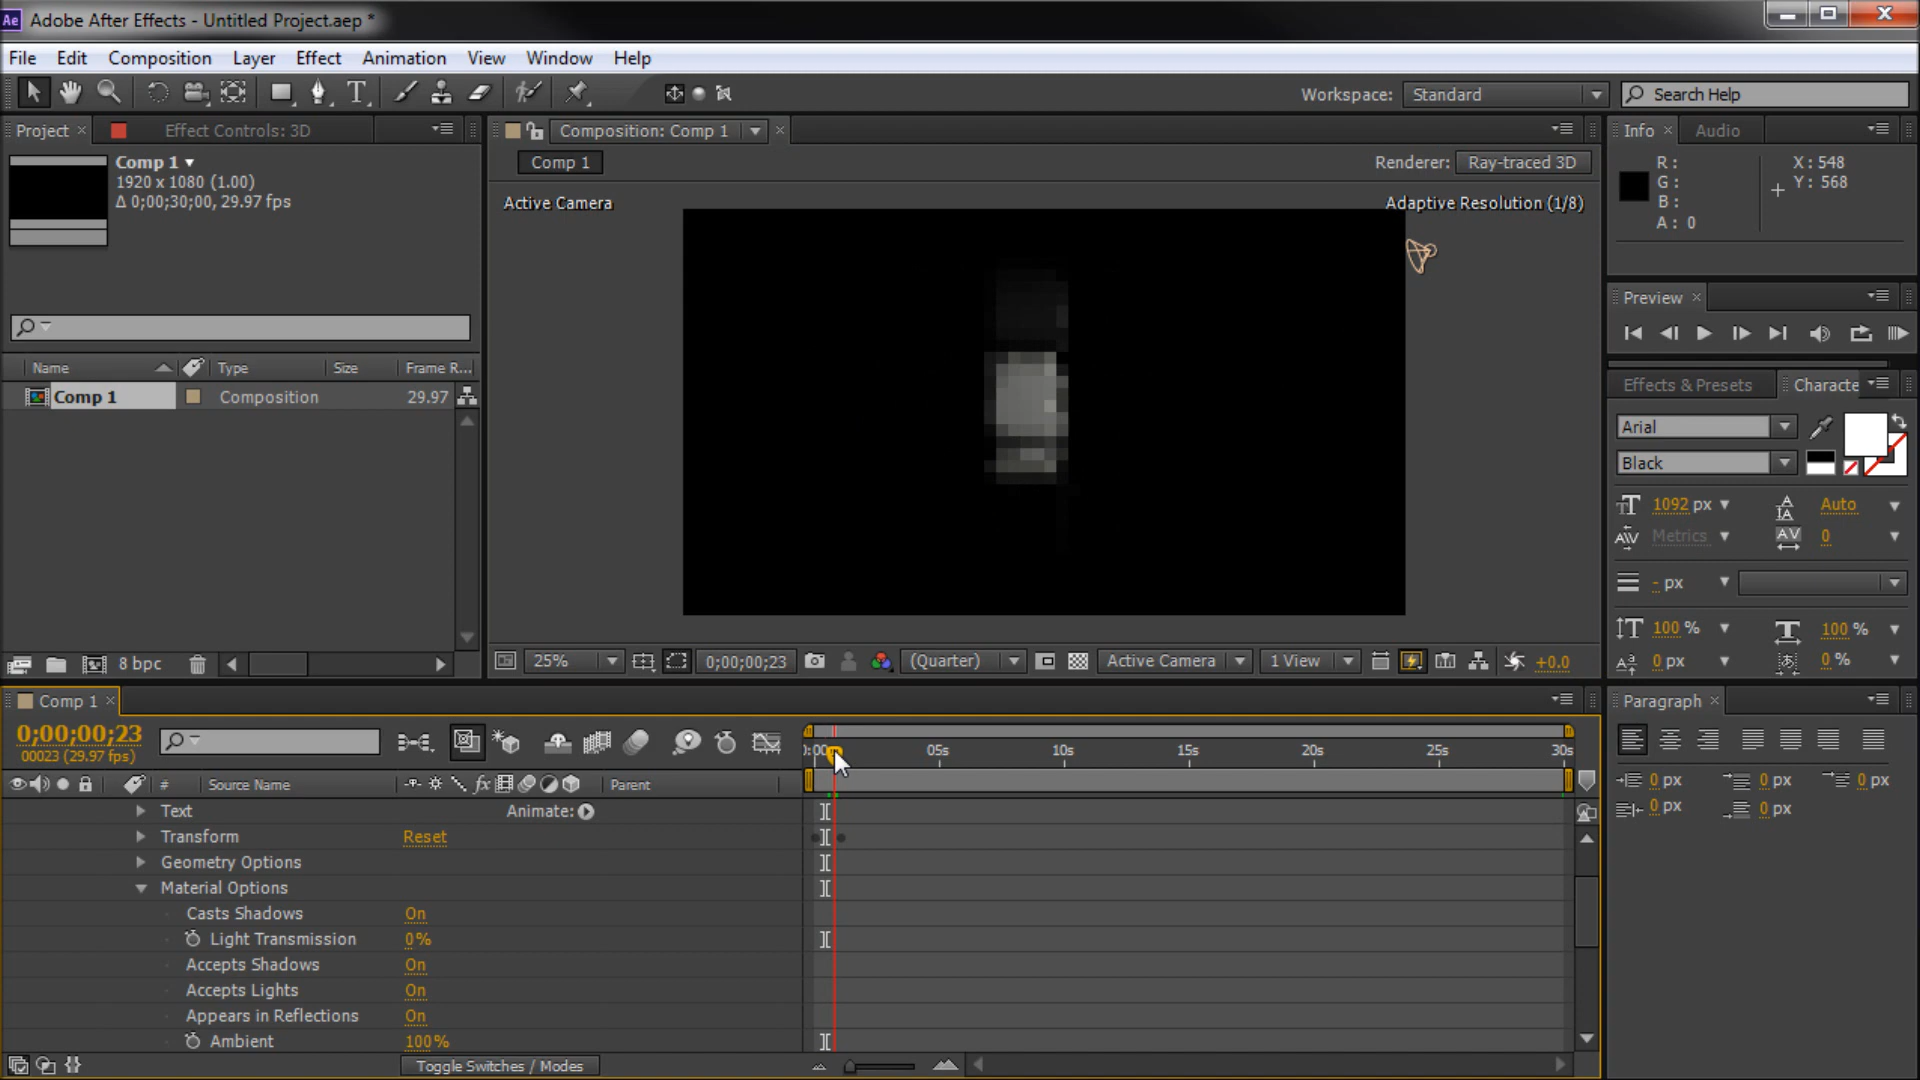 Ae Adobe After Effects - Untitled Project.aep *
File Edit Composition Layer Effect Animation View Window Help
Workspace: Standard Search Help
Project × Effect Controls: 3D
Composition: Comp 1 ×
Info × Audio
Comp 1
1920 x 1080 (1.00)
Δ 0;00;30;00, 29.97 fps
Comp 1 Renderer: Ray-traced 3D
R :
G :
B :
A : 0
X : 548
Y : 568
Active Camera Adaptive Resolution (1/8)
Preview ×
Name Type Size Frame R...
Comp 1 Composition 29.97
Effects & Presets Characte
Arial
Black
1092 px Auto
Metrics 0
- px
100 % 100 %
0 px 0 %
8 bpc
25% 0;00;00;23 (Quarter) Active Camera 1 View +0.0
Comp 1 ×
Paragraph ×
0;00;00;23
00023 (29.97 fps)
05s 10s 15s 20s 25s 30s
# Source Name fx Parent
0 px 0 px 0 px
0 px 0 px
Text Animate:
Transform Reset
Geometry Options
Material Options
Casts Shadows On
Light Transmission 0%
Accepts Shadows On
Accepts Lights On
Appears in Reflections On
Ambient 100%
Toggle Switches / Modes